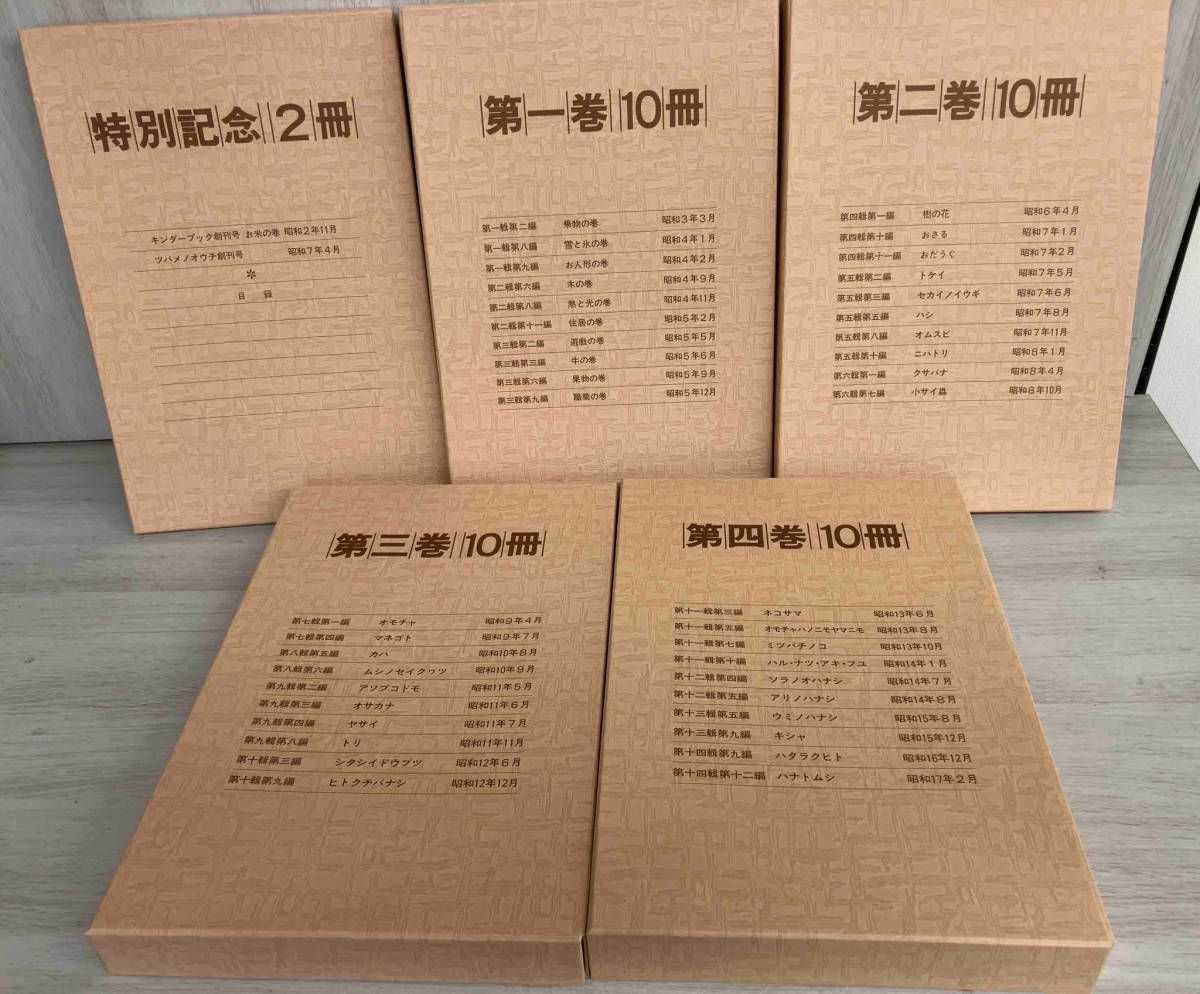 特別記念2冊
キンダーブック創刊号 お米の巻 昭和2年11月
ツバメノオウチ創刊号 昭和7年4月
✲
目 録
第一巻10冊
第一輯第二編 乗物の巻 昭和3年3月
第一輯第八編 雪と氷の巻 昭和4年1月
第一輯第九編 お人形の巻 昭和4年2月
第二輯第六編 木の巻 昭和4年9月
第二輯第八編 熱と光の巻 昭和4年11月
第二輯第十一編 住居の巻 昭和5年2月
第三輯第二編 遊戯の巻 昭和5年5月
第三輯第三編 牛の巻 昭和5年6月
第三輯第六編 果物の巻 昭和5年9月
第三輯第九編 職業の巻 昭和5年12月
第二巻10冊
第四輯第一編 樹の花 昭和6年4月
第四輯第十編 おさる 昭和7年1月
第四輯第十一編 おだうぐ 昭和7年2月
第五輯第二編 トケイ 昭和7年5月
第五輯第三編 セカイノイウギ 昭和7年6月
第五輯第五編 ハシ 昭和7年8月
第五輯第八編 オムスビ 昭和7年11月
第五輯第十編 ニハトリ 昭和8年1月
第六輯第一編 クサバナ 昭和8年4月
第六輯第七編 小サイ蟲 昭和8年10月
第三巻10冊
第七輯第一編 オモチャ 昭和9年4月
第七輯第四編 マネゴト 昭和9年7月
第八輯第五編 カハ 昭和10年8月
第八輯第六編 ムシノセイクヮツ 昭和10年9月
第九輯第二編 アソブコドモ 昭和11年5月
第九輯第三編 オサカナ 昭和11年6月
第九輯第四編 ヤサイ 昭和11年7月
第九輯第八編 トリ 昭和11年11月
第十輯第三編 シタシイドウブツ 昭和12年6月
第十輯第九編 ヒトクチバナシ 昭和12年12月
第四巻10冊
第十一輯第三編 ネコサマ 昭和13年6月
第十一輯第五編 オモチャハノニモヤマニモ 昭和13年8月
第十一輯第七編 ミツバチノコ 昭和13年10月
第十一輯第十編 ハル・ナツ・アキ・フユ 昭和14年1月
第十二輯第四編 ソラノオハナシ 昭和14年7月
第十二輯第五編 アリノハナシ 昭和14年8月
第十三輯第五編 ウミノハナシ 昭和15年8月
第十三輯第九編 キシャ 昭和15年12月
第十四輯第九編 ハタラクヒト 昭和16年12月
第十四輯第十二編 ハナトムシ 昭和17年2月